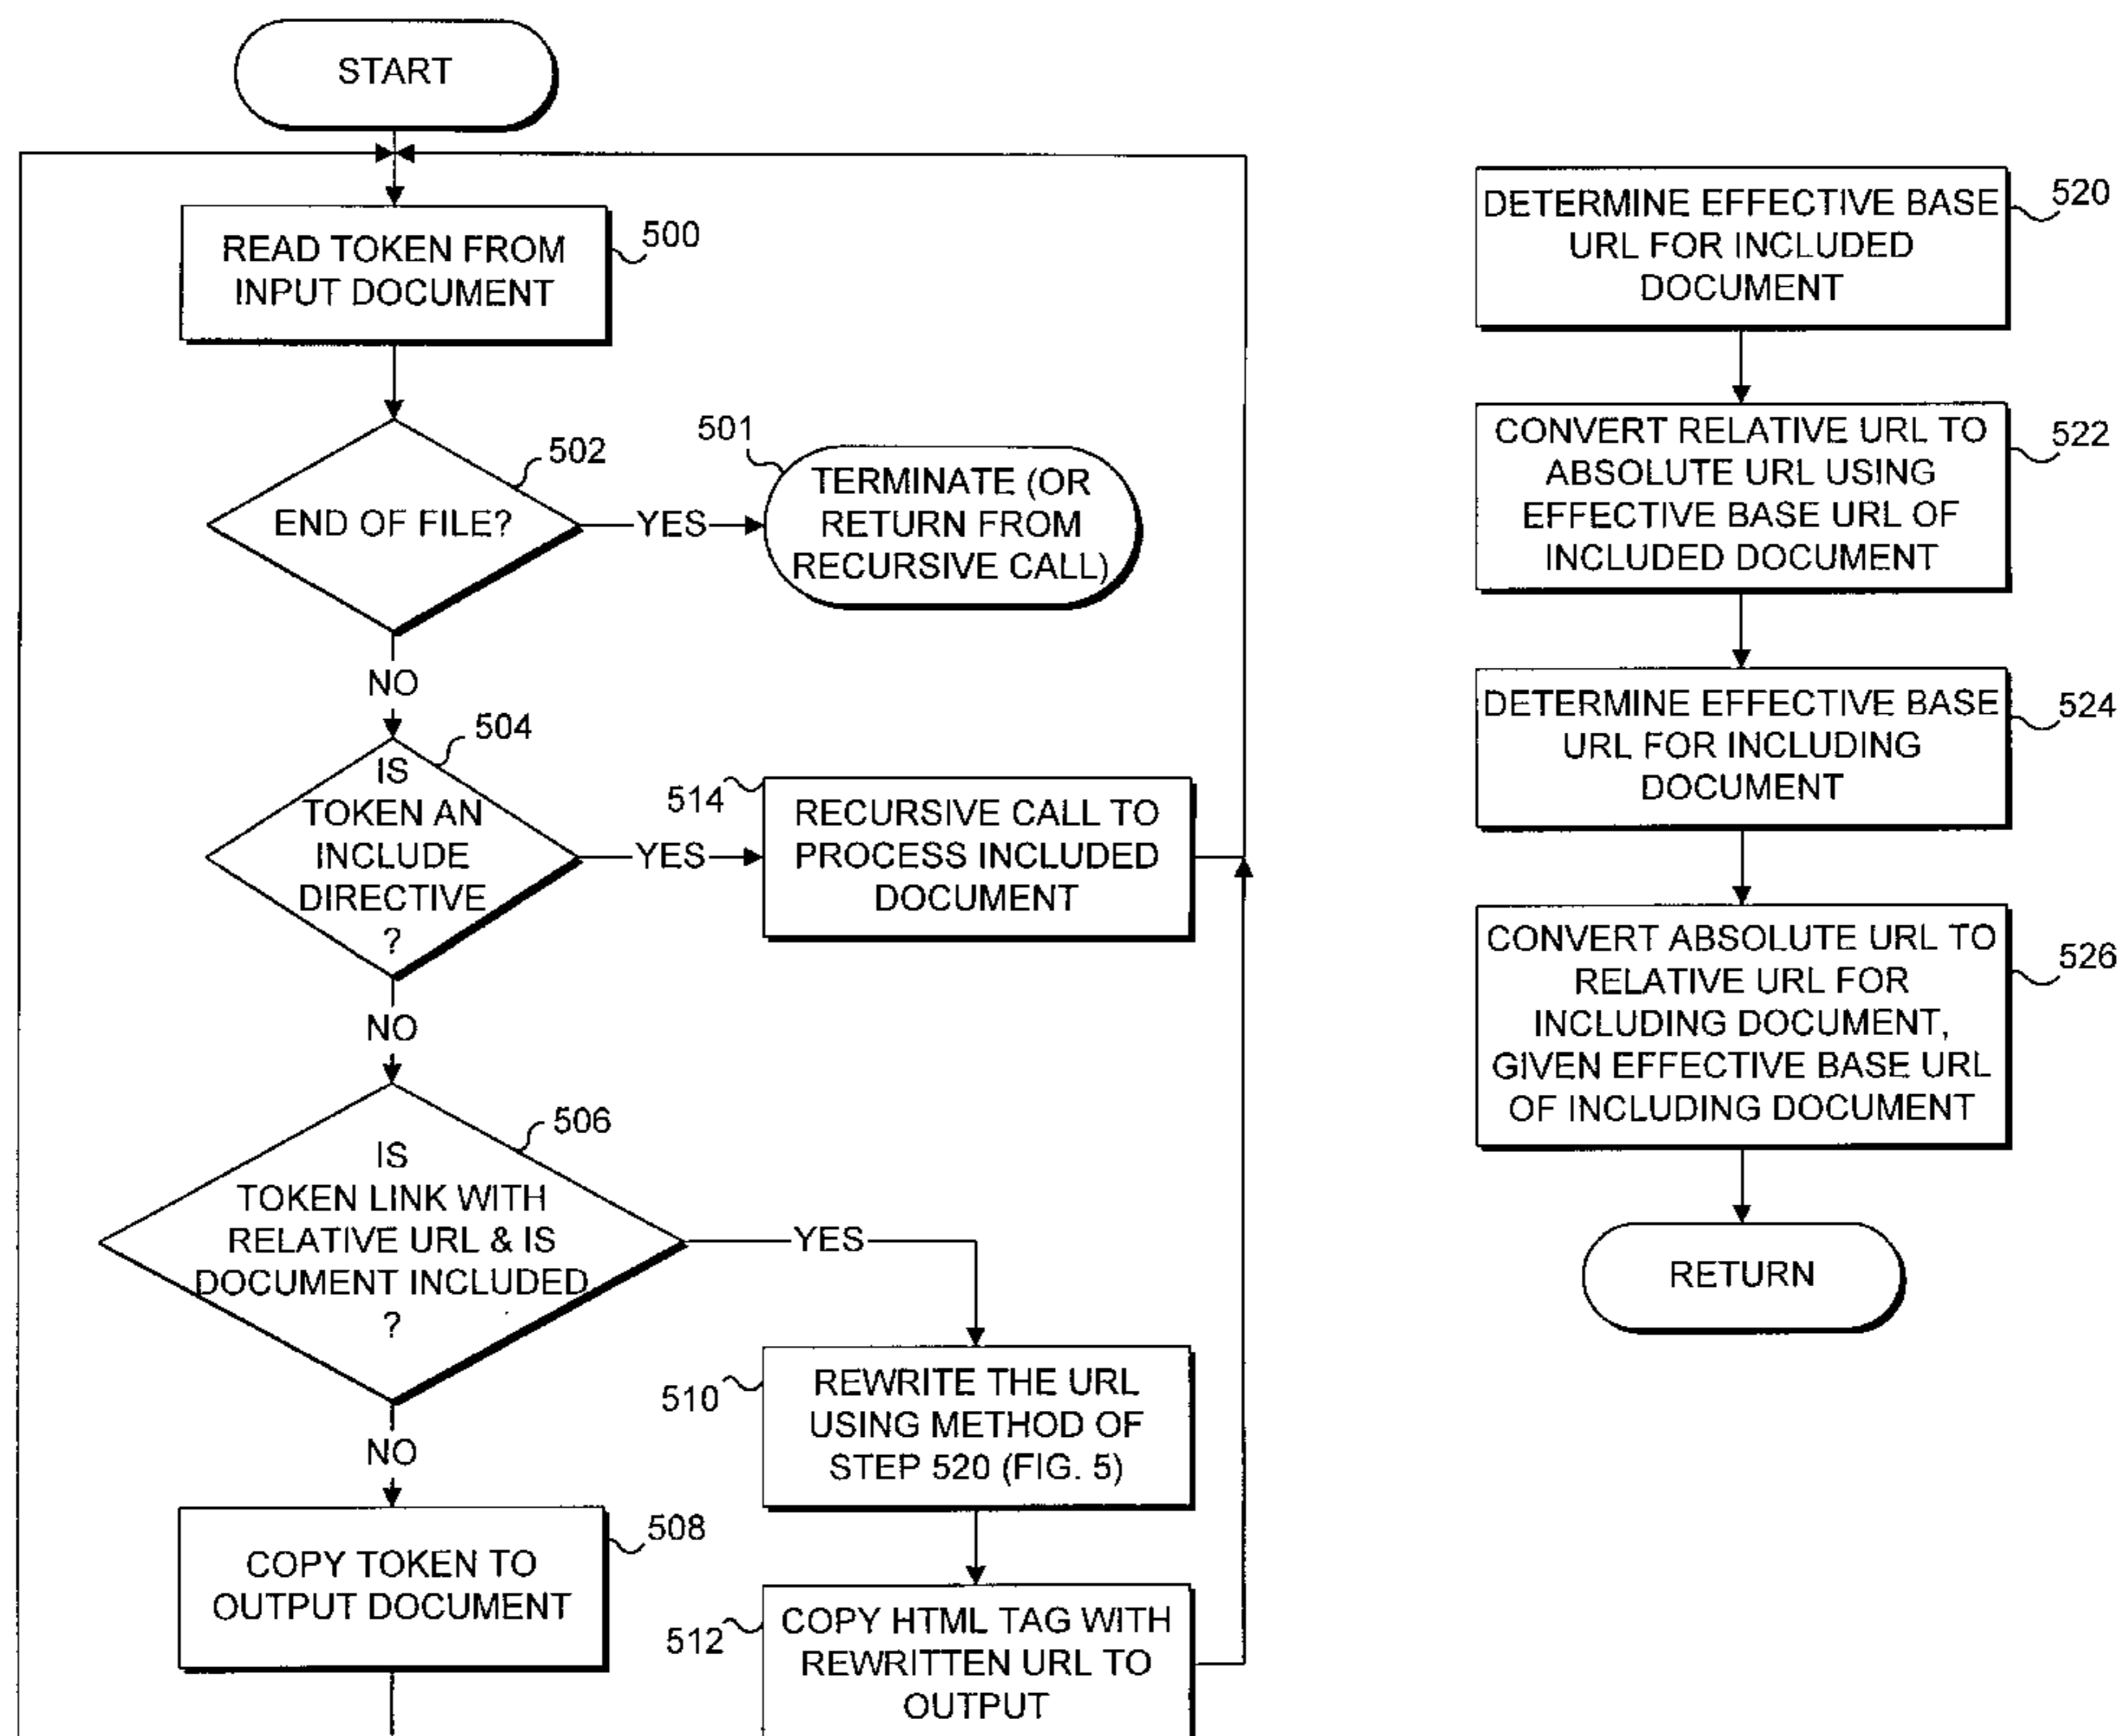 START
READ TOKEN FROM
INPUT DOCUMENT
500
END OF FILE?
502
YES
501
TERMINATE (OR
RETURN FROM
RECURSIVE CALL)
NO
504
IS
TOKEN AN
INCLUDE
DIRECTIVE
?
YES
514
RECURSIVE CALL TO
PROCESS INCLUDED
DOCUMENT
NO
506
IS
TOKEN LINK WITH
RELATIVE URL & IS
DOCUMENT INCLUDED
?
YES
510
REWRITE THE URL
USING METHOD OF
STEP 520 (FIG. 5)
NO
508
COPY TOKEN TO
OUTPUT DOCUMENT
512
COPY HTML TAG WITH
REWRITTEN URL TO
OUTPUT
DETERMINE EFFECTIVE BASE
URL FOR INCLUDED
DOCUMENT
520
CONVERT RELATIVE URL TO
ABSOLUTE URL USING
EFFECTIVE BASE URL OF
INCLUDED DOCUMENT
522
DETERMINE EFFECTIVE BASE
URL FOR INCLUDING
DOCUMENT
524
CONVERT ABSOLUTE URL TO
RELATIVE URL FOR
INCLUDING DOCUMENT,
GIVEN EFFECTIVE BASE URL
OF INCLUDING DOCUMENT
526
RETURN